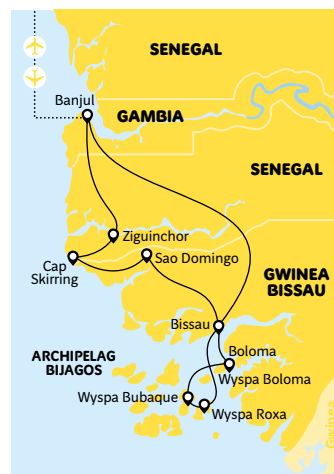 SENEGAL
Banjul
GAMBIA
SENEGAL
Ziguinchor
Cap
Skirring
Sao Domingo
GWINEA
BISSAU
Bissau
ARCHIPELAG
BIJAGOS
Boloma
Wyspa Boloma
Wyspa Bubaque
Wyspa Roxa
Gwinea